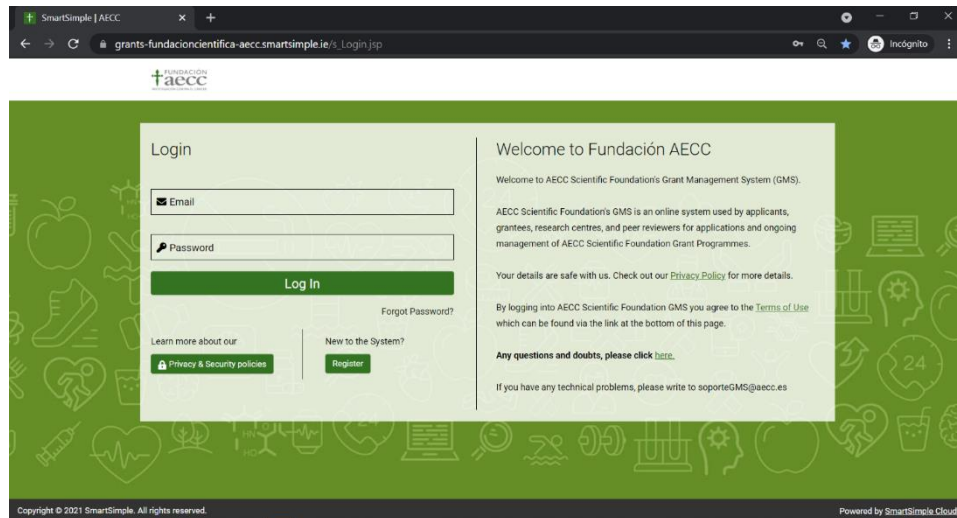 SmartSimple | AECC
grants-fundacioncientifica-aecc.smartsimple.ie/s_Login.jsp
Incógnito
FUNDACIÓN
aecc
Login
Email
Password
Log In
Forgot Password?
Learn more about our
Privacy & Security policies
New to the System?
Register
Welcome to Fundación AECC
Welcome to AECC Scientific Foundation's Grant Management System (GMS).
AECC Scientific Foundation's GMS is an online system used by applicants,
grantees, research centres, and peer reviewers for applications and ongoing
management of AECC Scientific Foundation Grant Programmes.
Your details are safe with us. Check out our Privacy Policy for more details.
By logging into AECC Scientific Foundation GMS you agree to the Terms of Use
which can be found via the link at the bottom of this page.
Any questions and doubts, please click here.
If you have any technical problems, please write to soporteGMS@aecc.es
24
Copyright © 2021 SmartSimple. All rights reserved.
Powered by SmartSimple Cloud